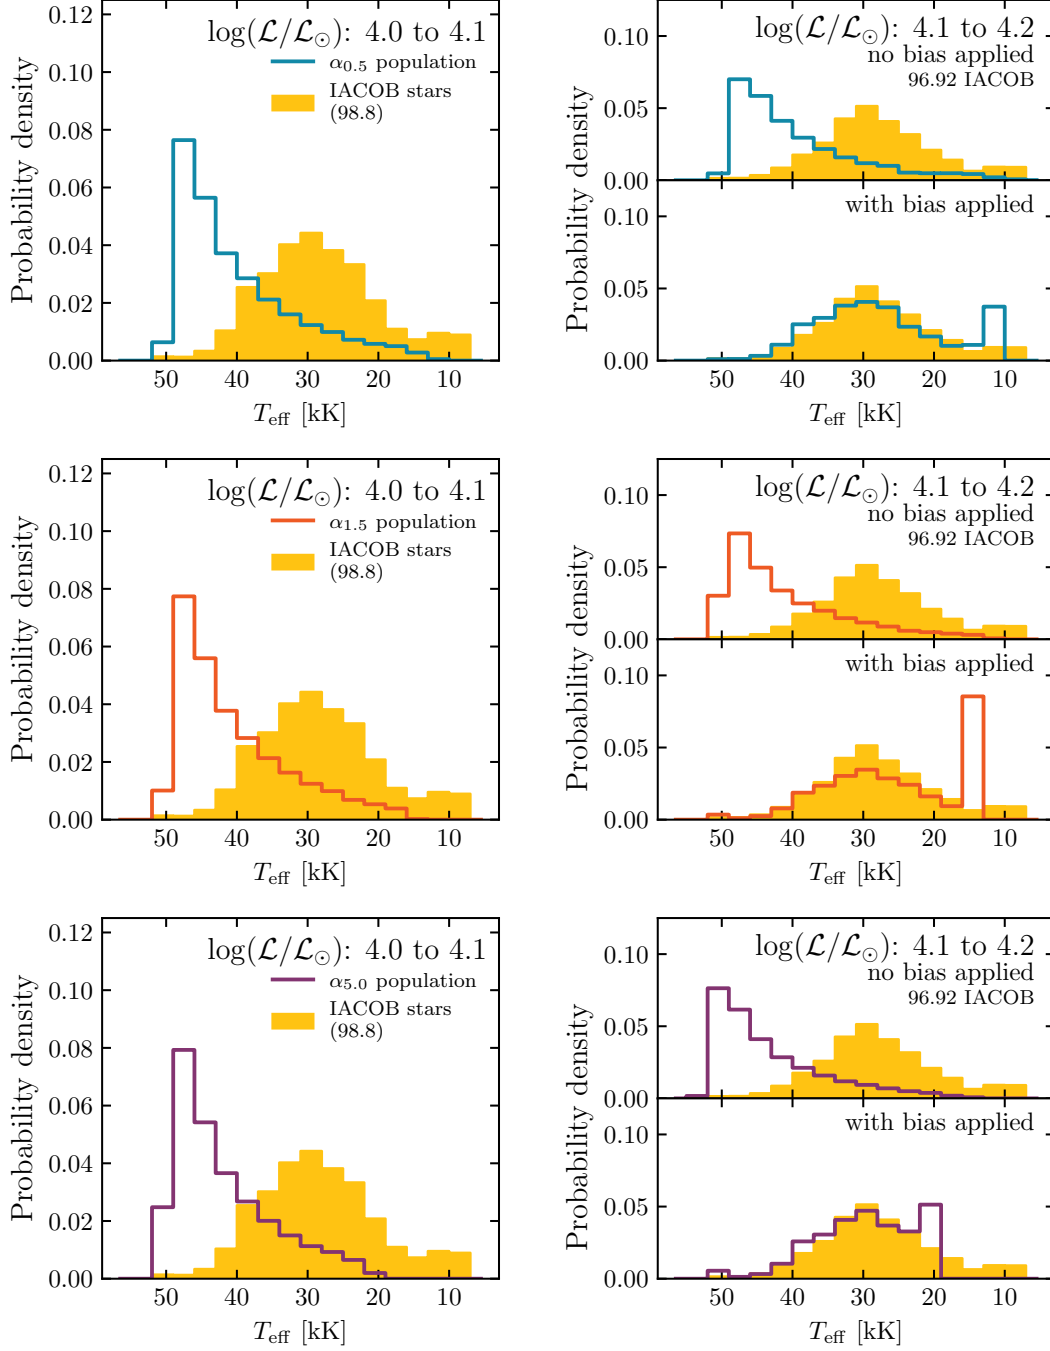 log(ℒ/ℒ⊙): 4.0 to 4.1
α0.5 population
IACOB stars
(98.8)
0.12
0.10
0.08
0.06
0.04
0.02
0.00
Probability density
50 40 30 20 10
Teff [kK]
log(ℒ/ℒ⊙): 4.1 to 4.2
no bias applied
96.92 IACOB
0.10
0.05
0.00
with bias applied
0.10
0.05
0.00
Probability density
50 40 30 20 10
Teff [kK]
log(ℒ/ℒ⊙): 4.0 to 4.1
α1.5 population
IACOB stars
(98.8)
0.12
0.10
0.08
0.06
0.04
0.02
0.00
Probability density
50 40 30 20 10
Teff [kK]
log(ℒ/ℒ⊙): 4.1 to 4.2
no bias applied
96.92 IACOB
0.10
0.05
0.00
with bias applied
0.10
0.05
0.00
Probability density
50 40 30 20 10
Teff [kK]
log(ℒ/ℒ⊙): 4.0 to 4.1
α5.0 population
IACOB stars
(98.8)
0.12
0.10
0.08
0.06
0.04
0.02
0.00
Probability density
50 40 30 20 10
Teff [kK]
log(ℒ/ℒ⊙): 4.1 to 4.2
no bias applied
96.92 IACOB
0.10
0.05
0.00
with bias applied
0.10
0.05
0.00
Probability density
50 40 30 20 10
Teff [kK]